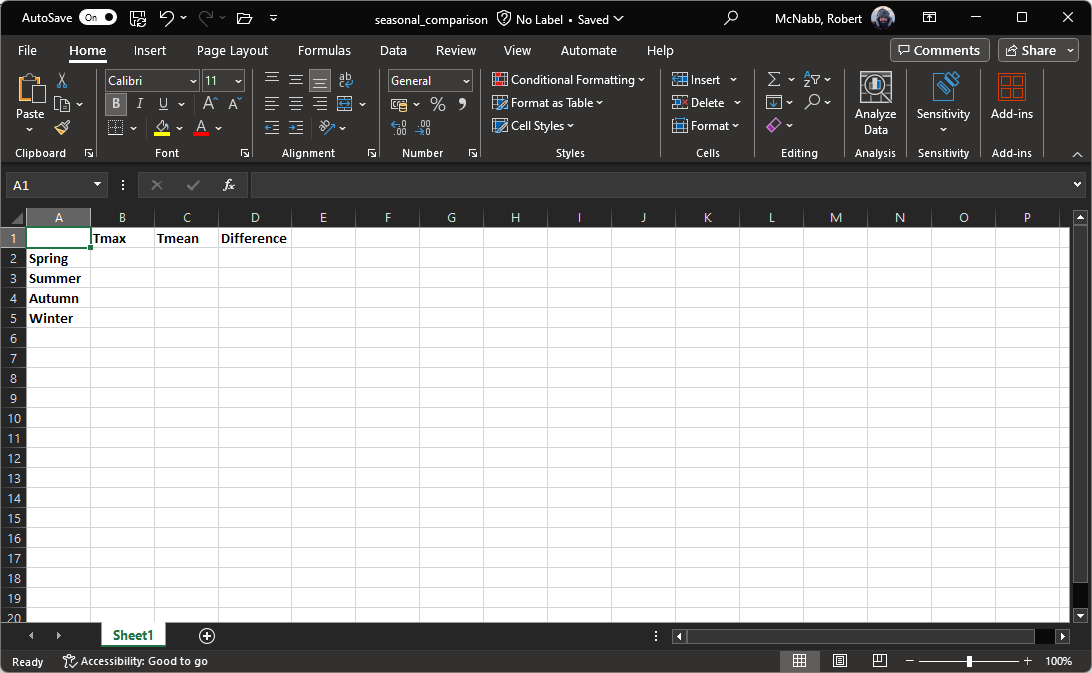 AutoSave On seasonal_comparison No Label • Saved McNabb, Robert
File Home Insert Page Layout Formulas Data Review View Automate Help Comments Share
Calibri 11 ab General Conditional Formatting Insert
Paste B I U A A % Format as Table Delete Analyze Data Sensitivity Add-ins
A .00 .00 Cell Styles Format
Clipboard Font Alignment Number Styles Cells Editing Analysis Sensitivity Add-ins
A1 fx
A B C D E F G H I J K L M N O P
1 Tmax Tmean Difference
2 Spring
3 Summer
4 Autumn
5 Winter
6
7
8
9
10
11
12
13
14
15
16
17
18
19
20
Sheet1
Ready Accessibility: Good to go 100%